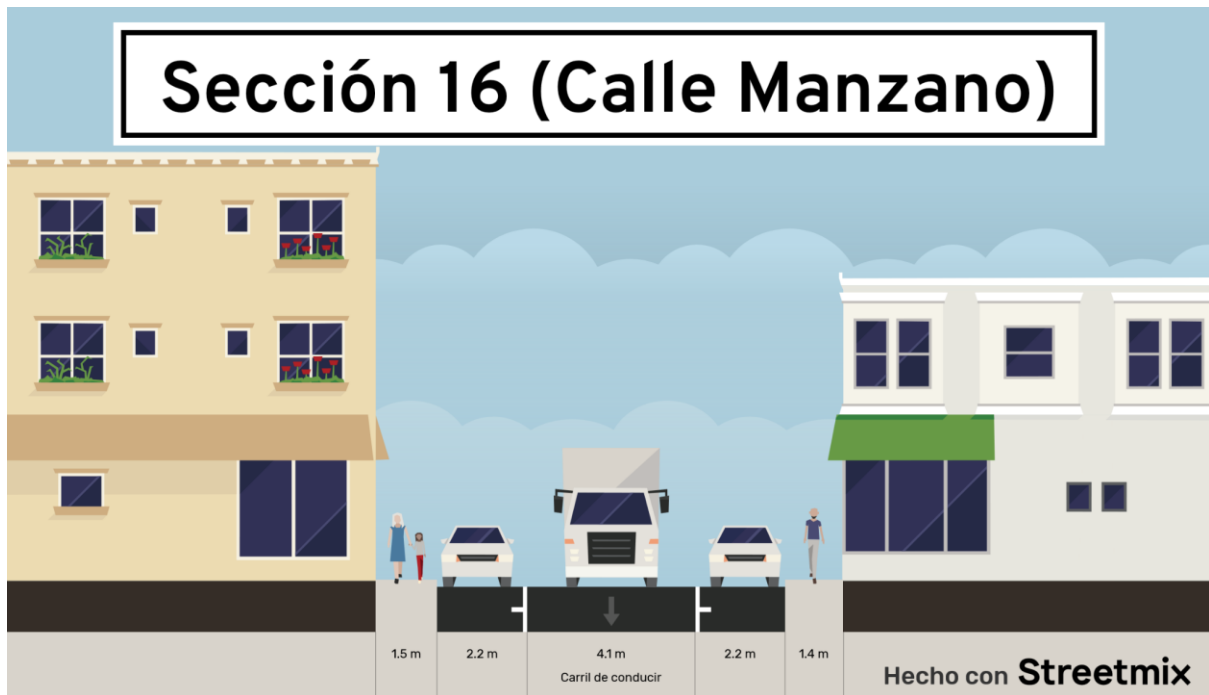 Sección 16 (Calle Manzano)
1.5 m 2.2 m 4.1 m 2.2 m 1.4 m
Carril de conducir
Hecho con Streetmix